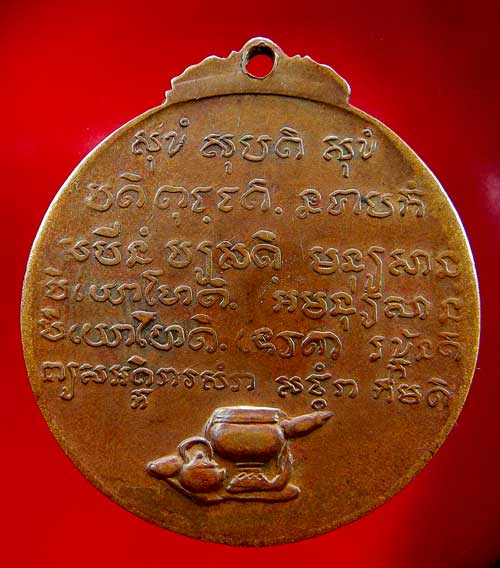 សុខំ សុបតិ សុខំ
បដិពុជ្ឈតិ. នបាបកំ
សុបីនំ បស្សតិ មនុស្សាន
ំបិយោហោតិ. អមនុស្សាន
ំបិយោហោតិ. ទេវតា រក្ខន្តិ
នាស្សអគ្គិវាវិសំវា សត្ថំវា កមតិ